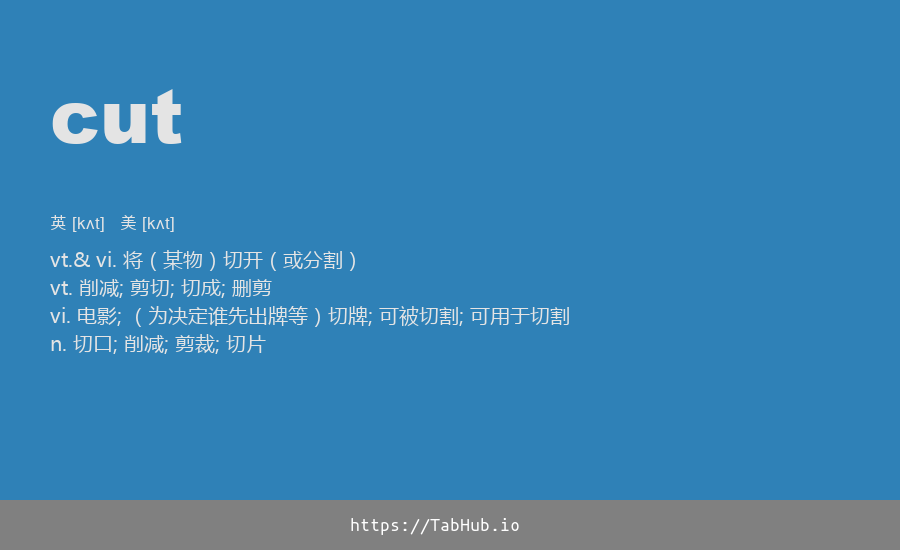 cut
英 [kʌt] 美 [kʌt]
vt.& vi. 将（某物）切开（或分割）
vt. 削减; 剪切; 切成; 删剪
vi. 电影; （为决定谁先出牌等）切牌; 可被切割; 可用于切割
n. 切口; 削减; 剪裁; 切片
https://TabHub.io